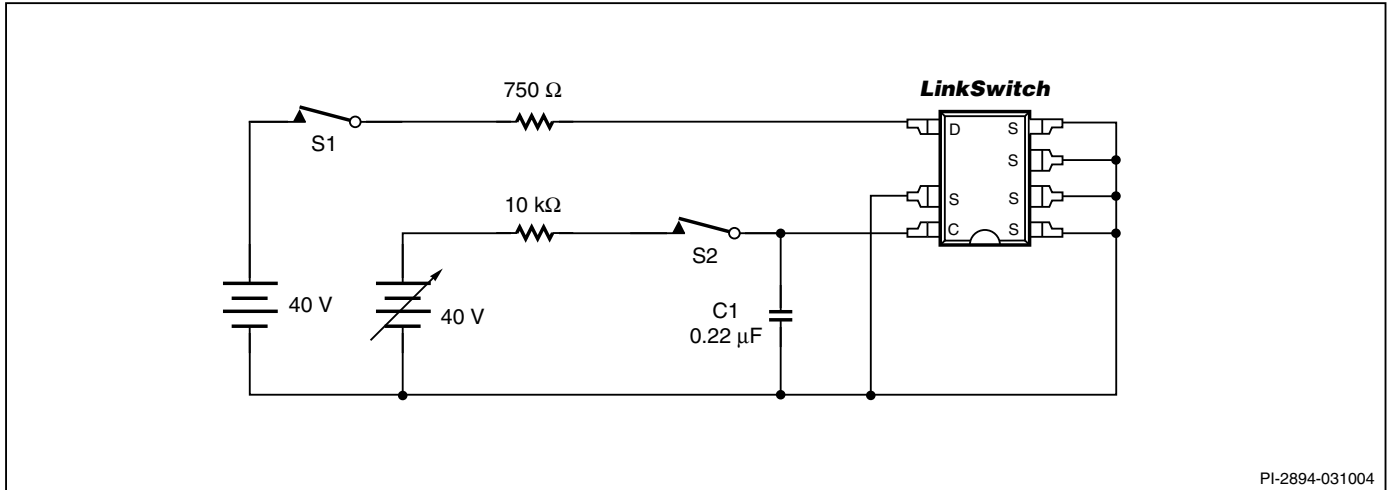 750 Ω
LinkSwitch
S1
D
S
S
10 kΩ
S
S
S2
C
S
40 V
40 V
C1
0.22 µF
PI-2894-031004